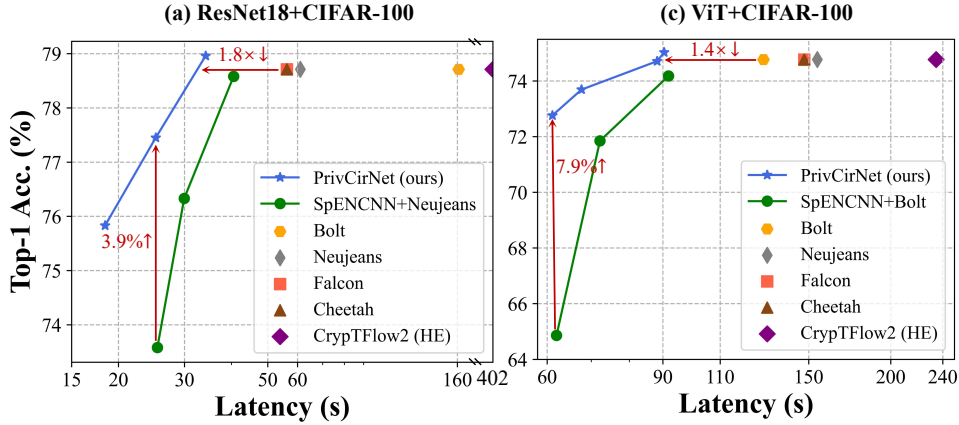 (a) ResNet18+CIFAR-100
Top-1 Acc. (%)
79
78
77
76
75
74
1.8×↓
3.9%↑
PrivCirNet (ours)
SpENCNN+Neujeans
Bolt
Neujeans
Falcon
Cheetah
CrypTFlow2 (HE)
15 20 30 50 60 160 402
Latency (s)
(c) ViT+CIFAR-100
74
72
70
68
66
64
1.4×↓
7.9%↑
PrivCirNet (ours)
SpENCNN+Bolt
Bolt
Neujeans
Falcon
Cheetah
CrypTFlow2 (HE)
60 90 110 150 200 240
Latency (s)